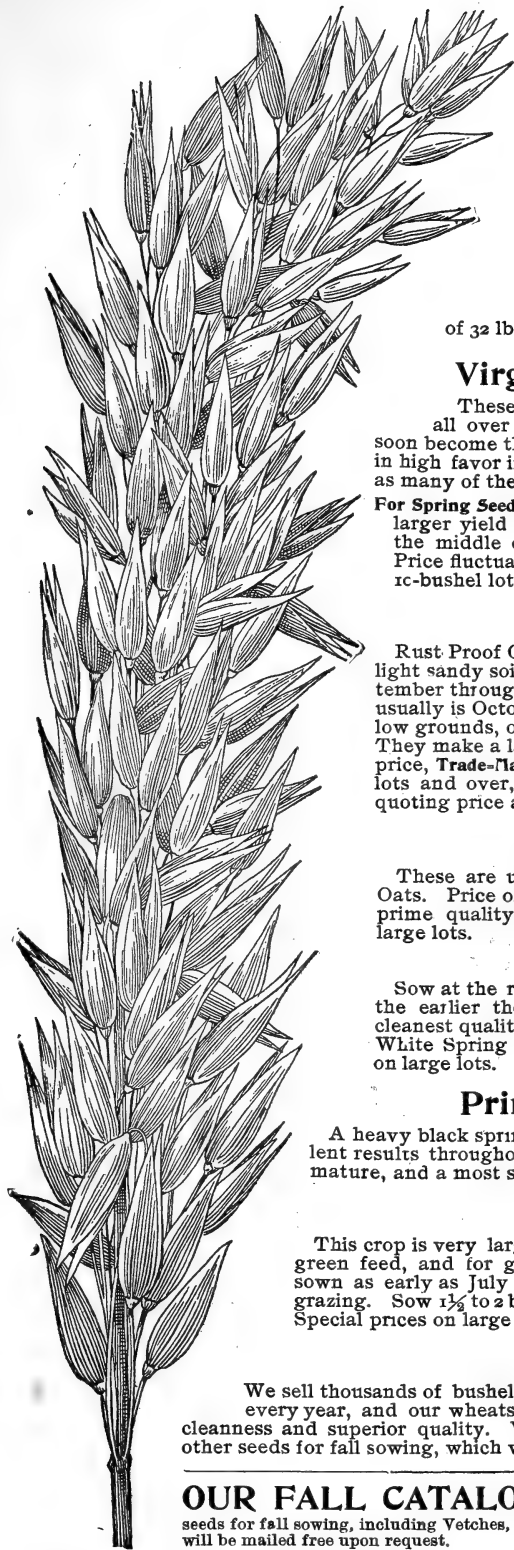 of 32 lb
Virg
These
all over
soon become t
in high favor i
as many of the
For Spring Seed
larger yield
the middle
Price fluctua
1c-bushel lot
Rust Proof
light sandy soi
tember throug
usually is Octo
low grounds, o
They make a l
price, Trade-Ma
lots and over,
quoting price a
These are u
Oats. Price o
prime quality
large lots.
Sow at the r
the earlier the
cleanest qualit
White Spring
on large lots.
Pri
A heavy black sprin
lent results througho
mature, and a most s
This crop is very larg
green feed, and for g
sown as early as July
grazing. Sow 1½ to 2 b
Special prices on large
We sell thousands of bushel
every year, and our wheats
cleanness and superior quality.
other seeds for fall sowing, which
OUR FALL CATALO
seeds for fall sowing, including Vetches,
will be mailed free upon request.